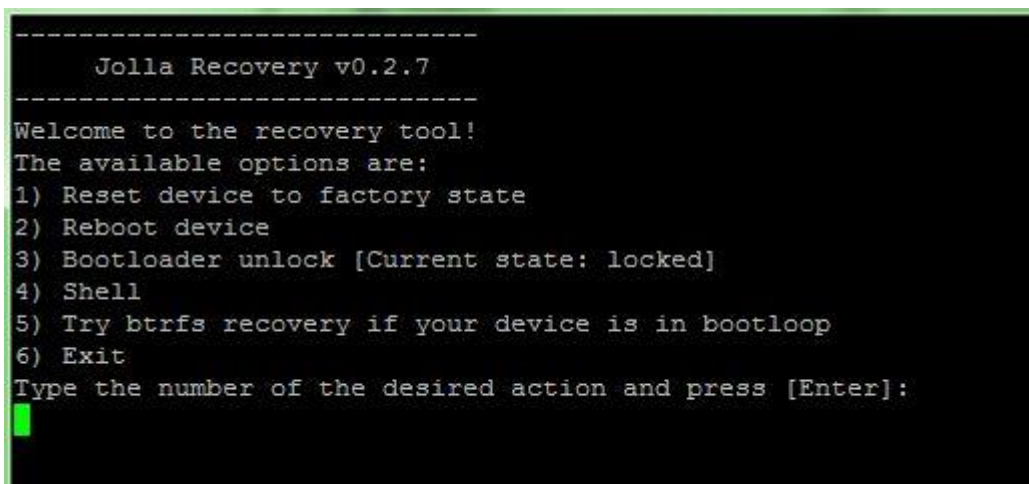 -----------------------------
Jolla Recovery v0.2.7
-----------------------------
Welcome to the recovery tool!
The available options are:
1) Reset device to factory state
2) Reboot device
3) Bootloader unlock [Current state: locked]
4) Shell
5) Try btrfs recovery if your device is in bootloop
6) Exit
Type the number of the desired action and press [Enter]: